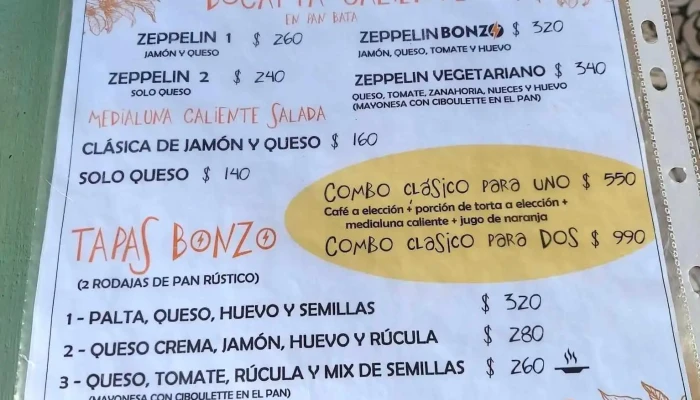 EN PAN BATA
ZEPPELIN 1 $ 260
JAMÓN Y QUESO
ZEPPELIN BONZO $ 320
JAMÓN, QUESO, TOMATE Y HUEVO
ZEPPELIN 2 $ 240
SOLO QUESO
ZEPPELIN VEGETARIANO $ 340
QUESO, TOMATE, ZANAHORIA, NUECES Y HUEVO
(MAYONESA CON CIBOULETTE EN EL PAN)
MEDIALUNA CALIENTE SALADA
CLÁSICA DE JAMÓN Y QUESO $ 160
SOLO QUESO $ 140
COMBO CLÁSICO PARA UNO $ 550
Café a elección + porción de torta a elección +
medialuna caliente + jugo de naranja
COMBO CLASICO PARA DOS $ 990
TAPAS BONZO
(2 RODAJAS DE PAN RÚSTICO)
1 - PALTA, QUESO, HUEVO Y SEMILLAS $ 320
2 - QUESO CREMA, JAMÓN, HUEVO Y RÚCULA $ 280
3 - QUESO, TOMATE, RÚCULA Y MIX DE SEMILLAS $ 260
(MAYONESA CON CIBOULETTE EN EL PAN)